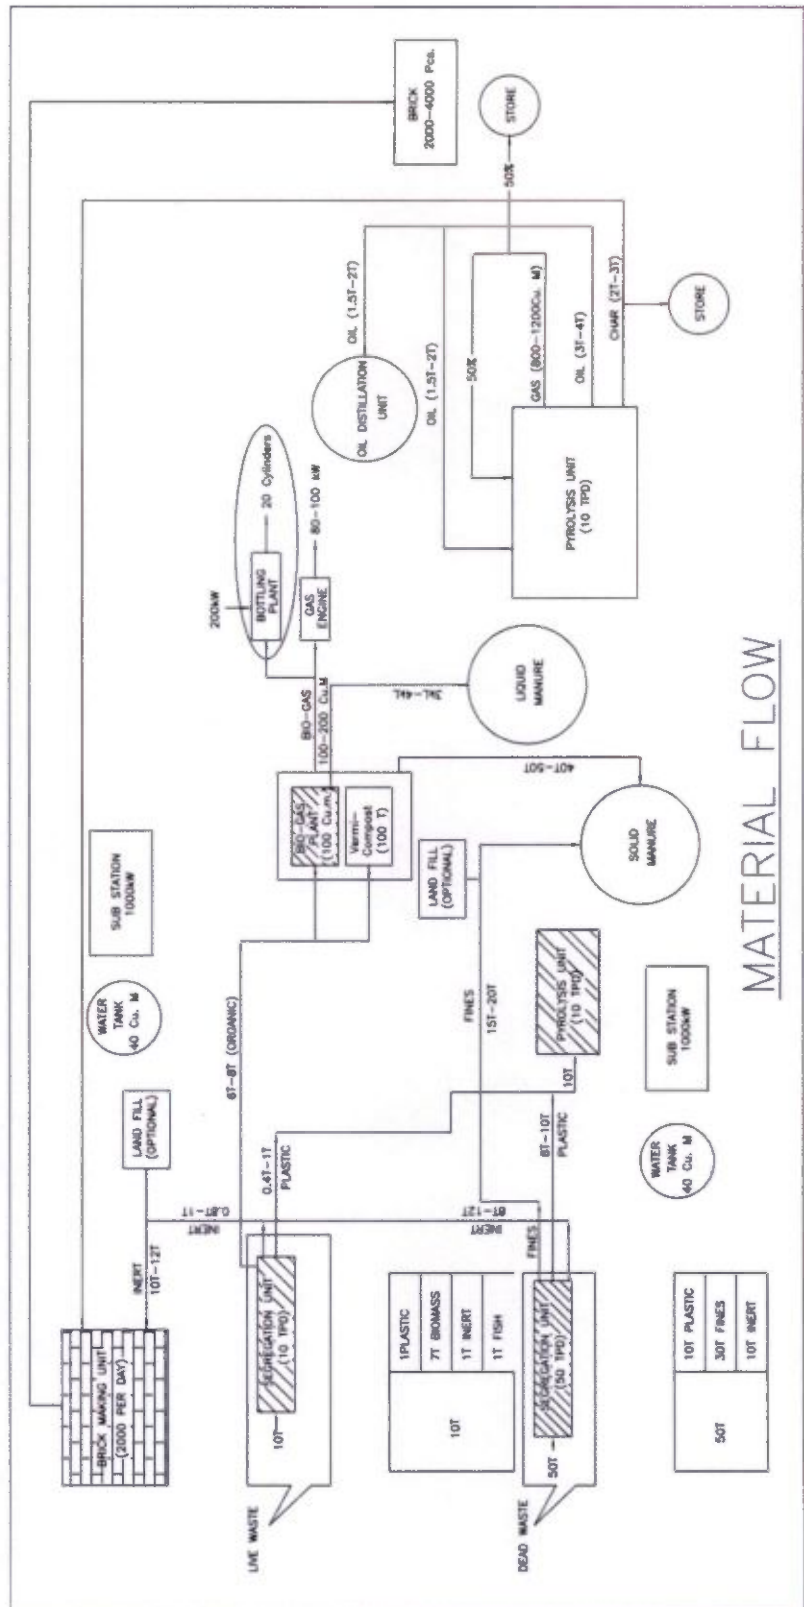 BRICK MAKING UNIT
(2000 PER DAY)
INERT
10T-12T
LAND FILL
(OPTIONAL)
WATER
TANK
40 Cu. M
SUB STATION
1000kW
200kW
BOTTLING
PLANT
20 Cylinders
GAS
ENGINE
80-100 kW
BRICK
2000-4000 Pcs.
LIVE WASTE
10T
SEGREGATION UNIT
(10 TPD)
INERT
6T-8T (ORGANIC)
0.4T-1T
PLASTIC
BIO-GAS
PLANT
(100 Cu.m)
Vermi-
Compost
(100 T)
BIO-GAS
100-200 Cu.M
LIQUID
MANURE
40T-50T
OIL DISTILLATION
UNIT
OIL (1.5T-2T)
OIL (1.5T-2T)
50%
50%
STORE
GAS (800-1200Cu. M)
OIL (3T-4T)
CHAR (2T-3T)
STORE
PYROLYSIS UNIT
(10 TPD)
10T
1PLASTIC
7T BIOMASS
1T INERT
1T FISH
DEAD WASTE
50T
SEGREGATION UNIT
(50 TPD)
INERT
8T-12T
FINES
FINES
15T-20T
LAND FILL
(OPTIONAL)
8T-10T
PLASTIC
10T
PYROLYSIS UNIT
(10 TPD)
SOLID
MANURE
50T
10T PLASTIC
30T FINES
10T INERT
WATER
TANK
40 Cu. M
SUB STATION
1000kW
MATERIAL FLOW